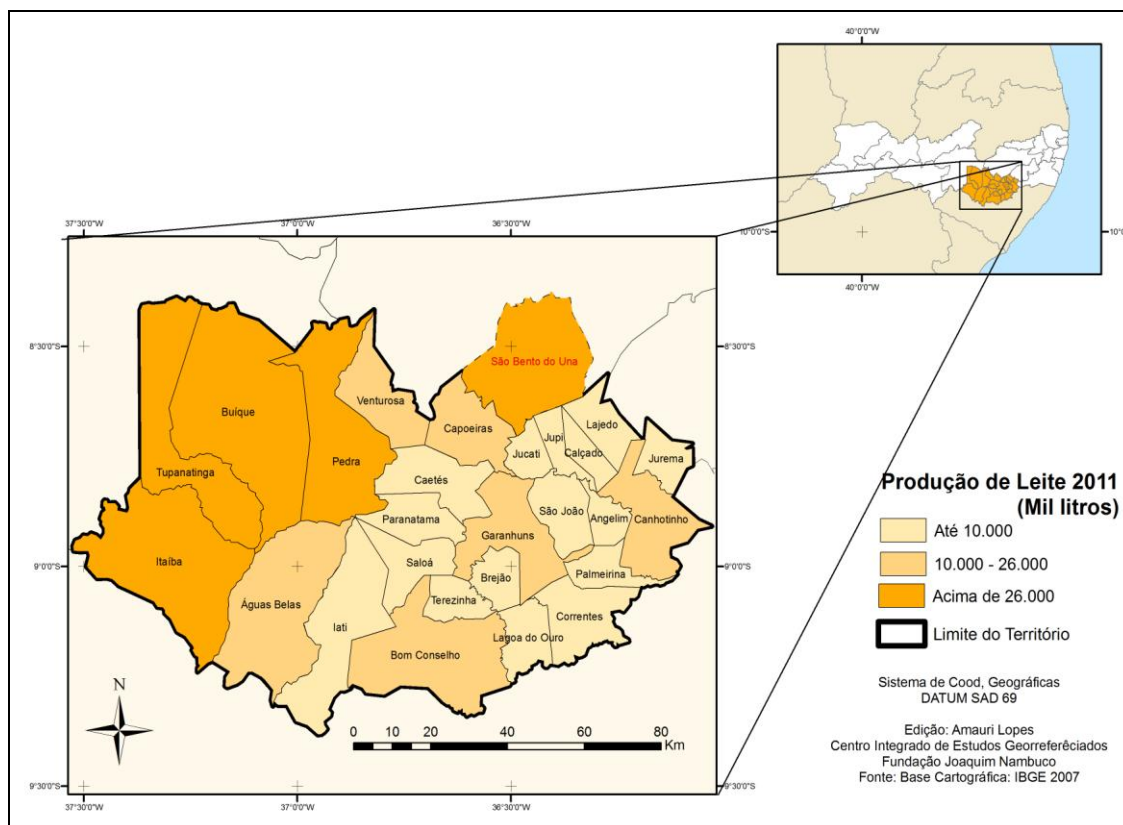 40°0'0"W
10°0'0"S
10°0'0"S
40°0'0"W
37°30'0"W
37°0'0"W
36°30'0"W
8°30'0"S
8°30'0"S
São Bento do Una
Venturosa
Lajedo
Buíque
Capoeiras
Jupi
Jucati
Calçado
Pedra
Jurema
Tupanatinga
Caetés
São João
Paranatama
Angelim
Canhotinho
Garanhuns
Itaíba
Saloá
9°0'0"S
9°0'0"S
Brejão
Palmeirina
Águas Belas
Terezinha
Correntes
Iati
Lagoa do Ouro
Bom Conselho
N
0 10 20 40 60 80
Km
9°30'0"S
9°30'0"S
37°30'0"W
37°0'0"W
36°30'0"W
Produção de Leite 2011
(Mil litros)
Até 10.000
10.000 - 26.000
Acima de 26.000
Limite do Território
Sistema de Cood, Geográficas
DATUM SAD 69
Edição: Amauri Lopes
Centro Integrado de Estudos Georreferêciados
Fundação Joaquim Nambuco
Fonte: Base Cartográfica: IBGE 2007